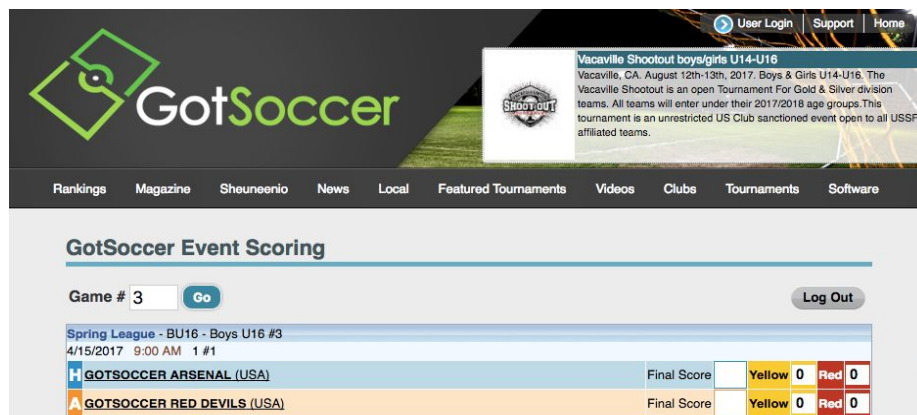 User Login | Support | Home
GotSoccer
SHOOTOUT
Vacaville Shootout boys/girls U14-U16
Vacaville, CA. August 12th-13th, 2017. Boys & Girls U14-U16. The
Vacaville Shootout is an open Tournament For Gold & Silver division
teams. All teams will enter under their 2017/2018 age groups.This
tournament is an unrestricted US Club sanctioned event open to all USSF
affiliated teams.
Rankings Magazine Sheuneenio News Local Featured Tournaments Videos Clubs Tournaments Software
GotSoccer Event Scoring
Game # 3 Go Log Out
Spring League - BU16 - Boys U16 #3
4/15/2017 9:00 AM 1 #1
H GOTSOCCER ARSENAL (USA) Final Score Yellow 0 Red 0
A GOTSOCCER RED DEVILS (USA) Final Score Yellow 0 Red 0